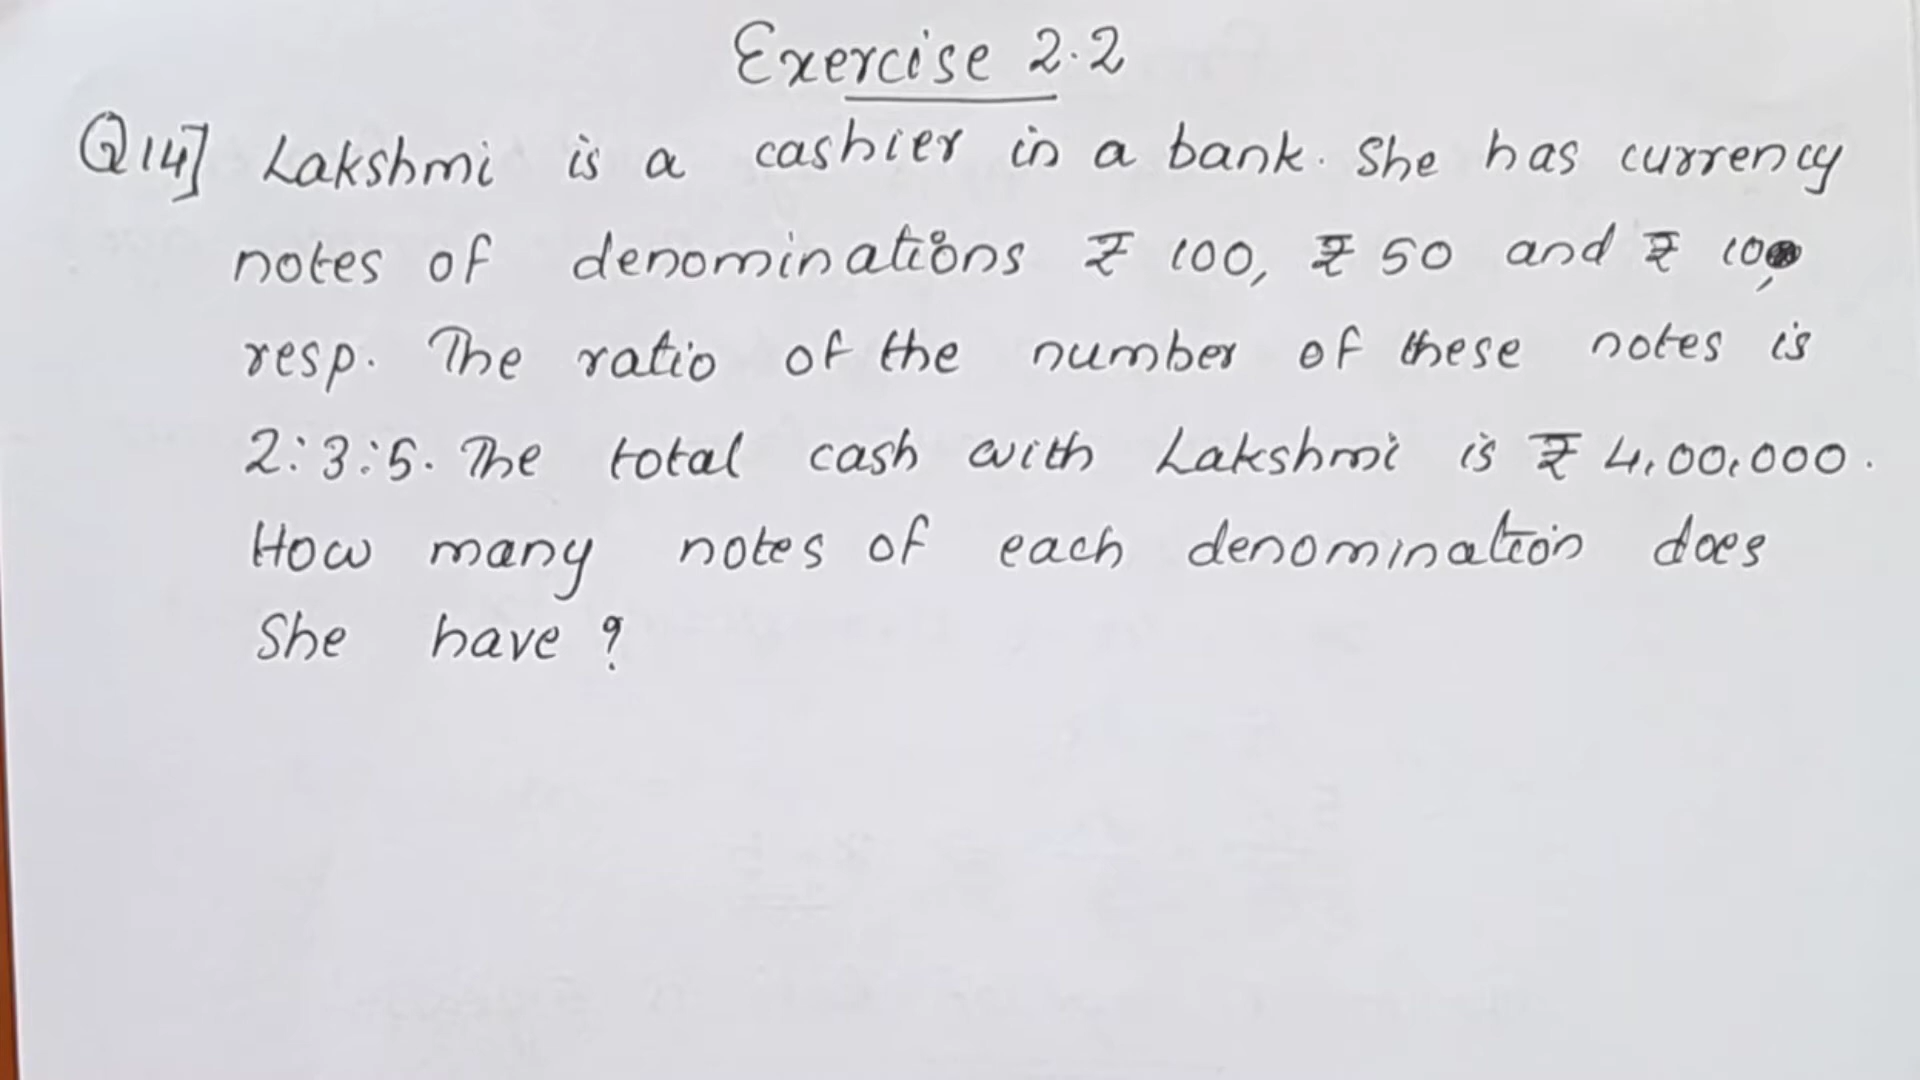 Exercise 2.2
Q14] Lakshmi is a cashier in a bank. She has currency
notes of denominations ₹ 100, ₹ 50 and ₹ 10,
resp. The ratio of the number of these notes is
2:3:5. The total cash with Lakshmi is ₹ 4,00,000.
How many notes of each denomination does
She have ?